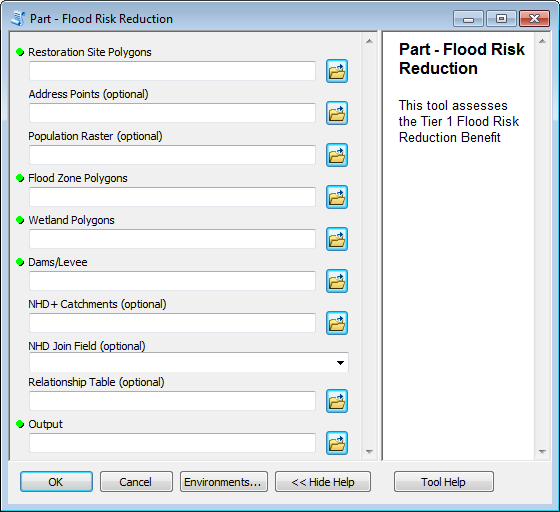 Part - Flood Risk Reduction
Restoration Site Polygons
Address Points (optional)
Population Raster (optional)
Flood Zone Polygons
Wetland Polygons
Dams/Levee
NHD+ Catchments (optional)
NHD Join Field (optional)
Relationship Table (optional)
Output
Part - Flood Risk
Reduction
This tool assesses
the Tier 1 Flood Risk
Reduction Benefit
OK
Cancel
Environments...
<< Hide Help
Tool Help